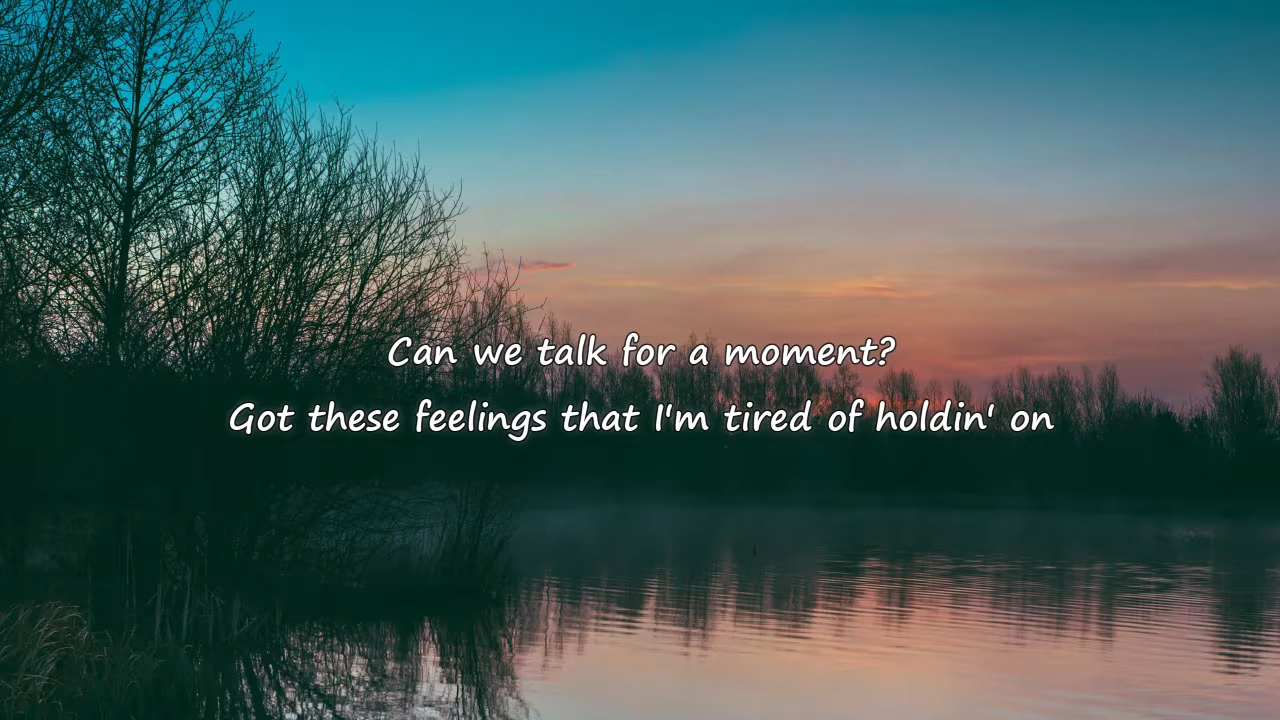 Can we talk for a moment?
Got these feelings that I'm tired of holdin' on